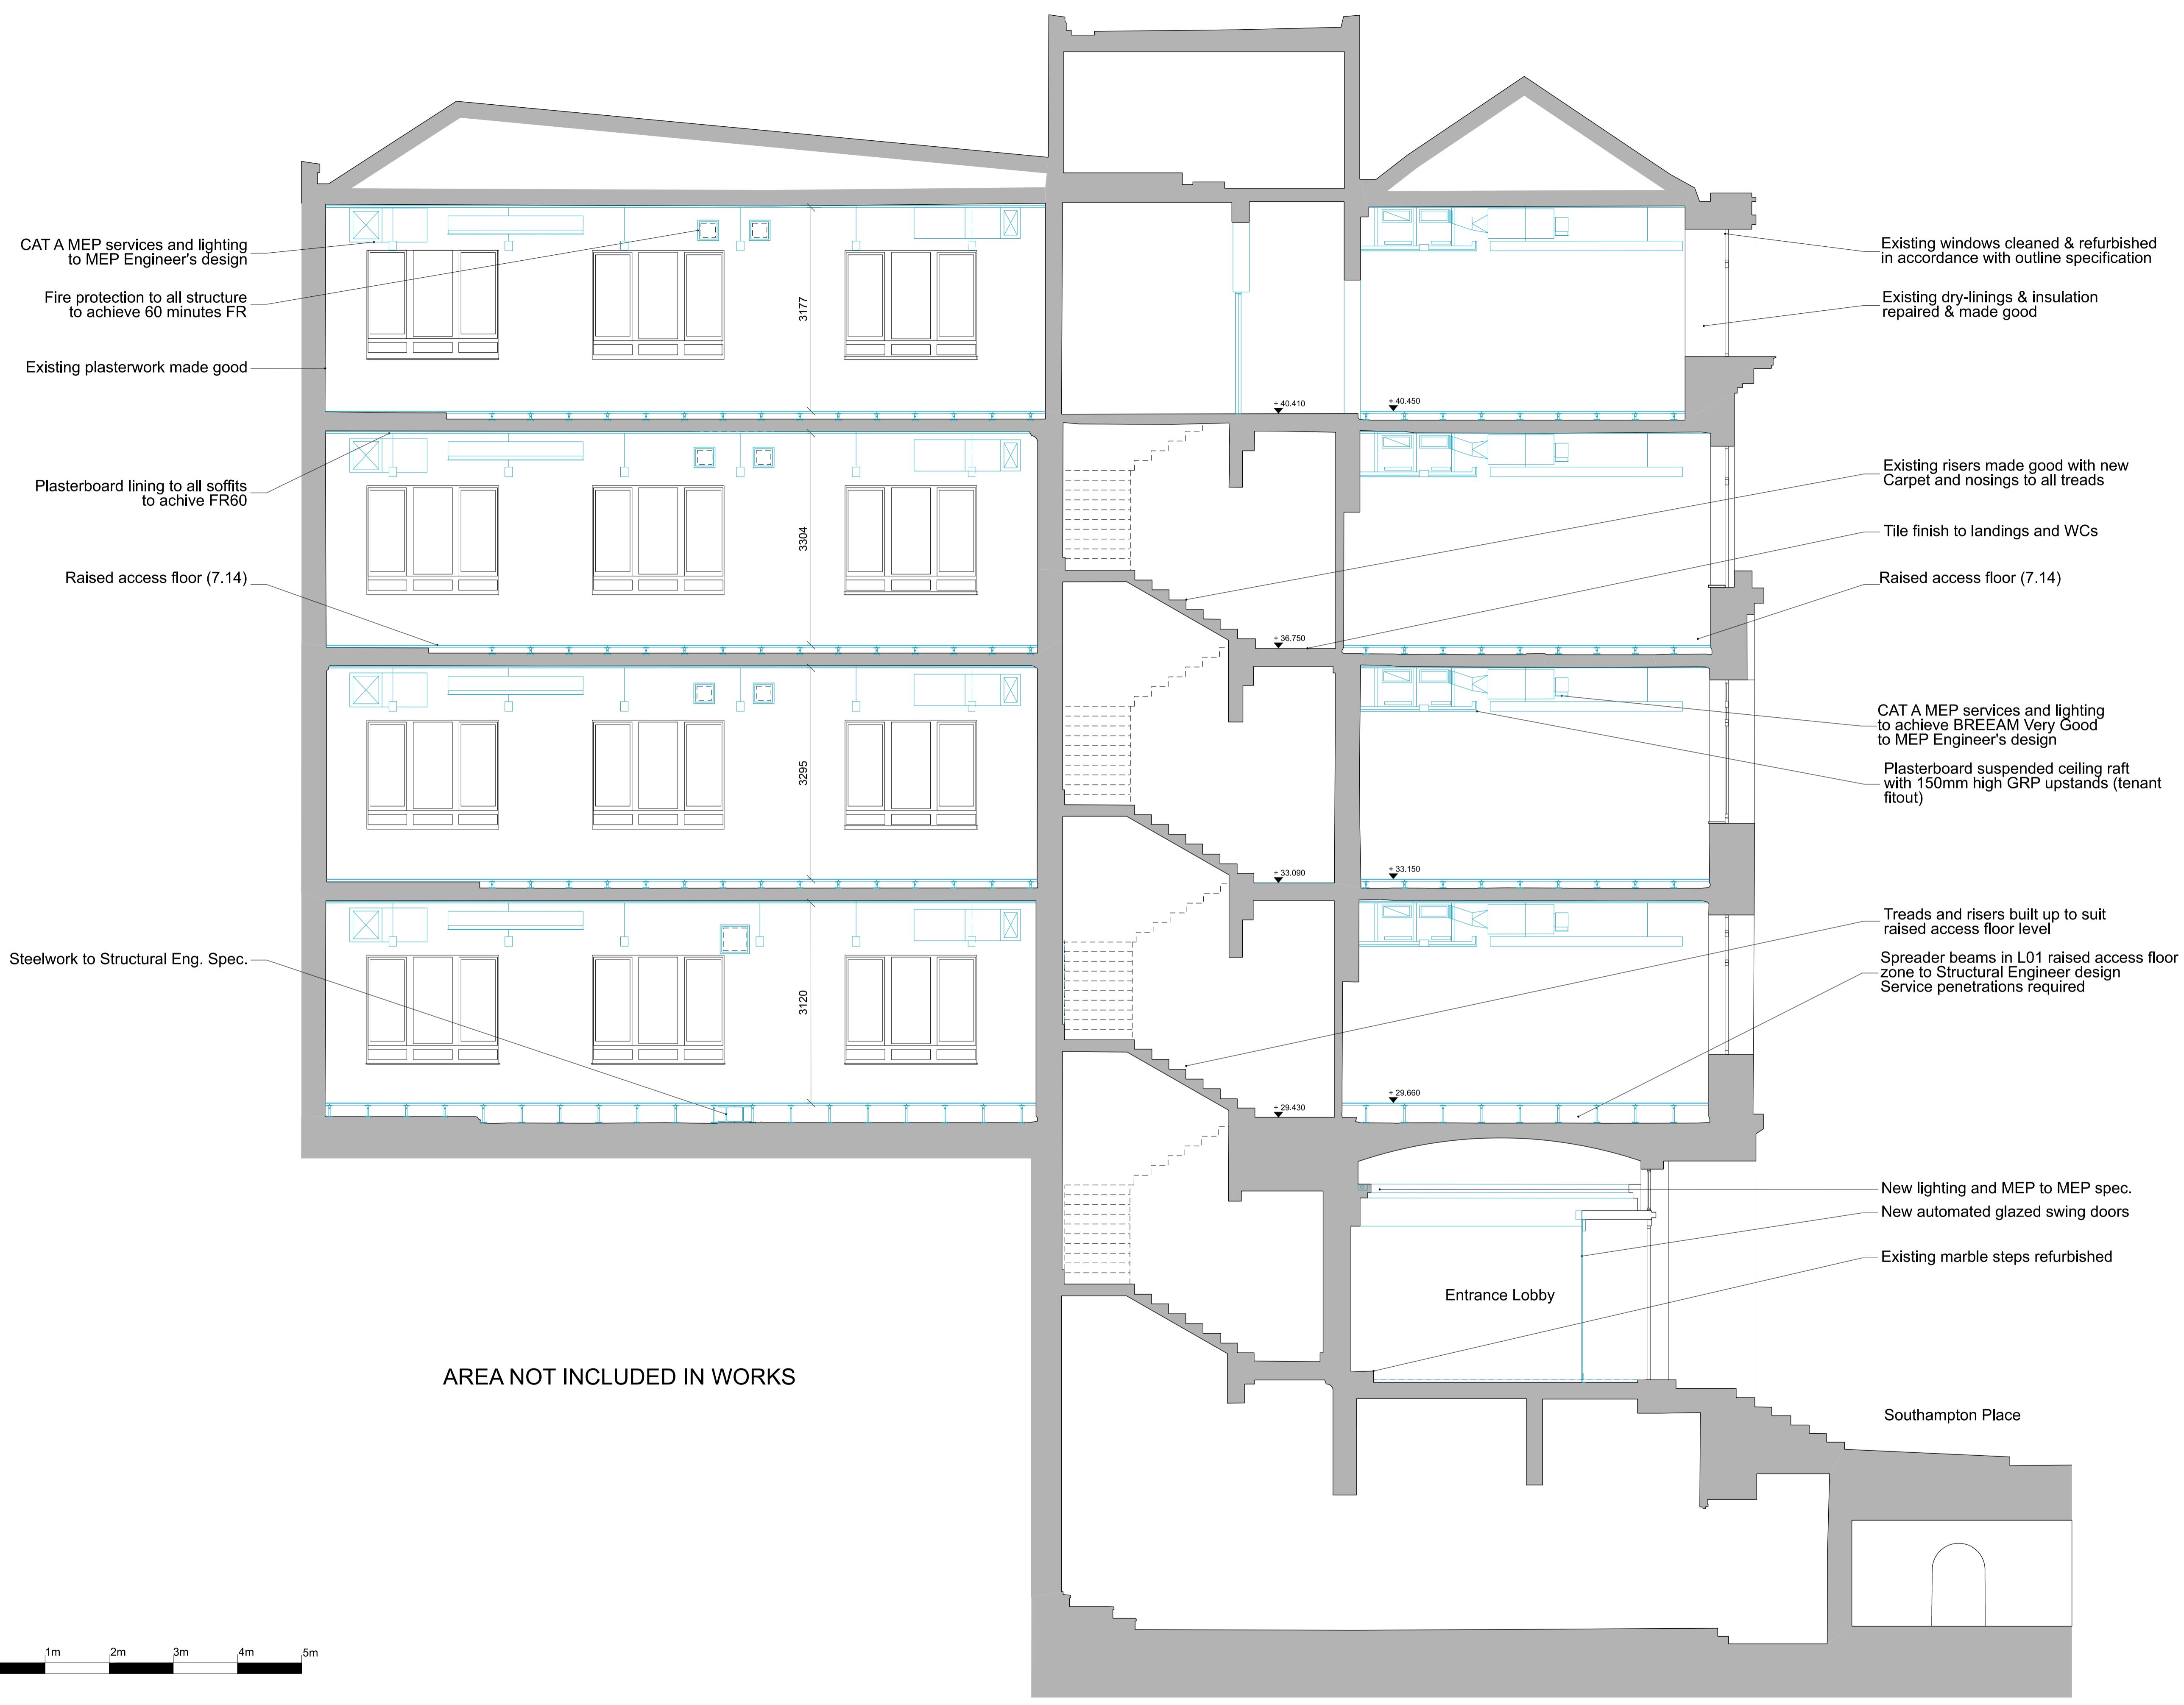 CAT A MEP services and lighting
to MEP Engineer's design
Fire protection to all structure
to achieve 60 minutes FR
Existing plasterwork made good
Plasterboard lining to all soffits
to achive FR60
Raised access floor (7.14)
Steelwork to Structural Eng. Spec.
3177
3304
3295
3120
+ 40.410
+ 40.450
+ 36.750
+ 33.090
+ 33.150
+ 29.430
+ 29.660
Existing windows cleaned & refurbished
in accordance with outline specification
Existing dry-linings & insulation
repaired & made good
Existing risers made good with new
Carpet and nosings to all treads
Tile finish to landings and WCs
Raised access floor (7.14)
CAT A MEP services and lighting
to achieve BREEAM Very Good
to MEP Engineer's design
Plasterboard suspended ceiling raft
with 150mm high GRP upstands (tenant
fitout)
Treads and risers built up to suit
raised access floor level
Spreader beams in L01 raised access floor
zone to Structural Engineer design
Service penetrations required
New lighting and MEP to MEP spec.
New automated glazed swing doors
Existing marble steps refurbished
Entrance Lobby
AREA NOT INCLUDED IN WORKS
Southampton Place
1m 2m 3m 4m 5m